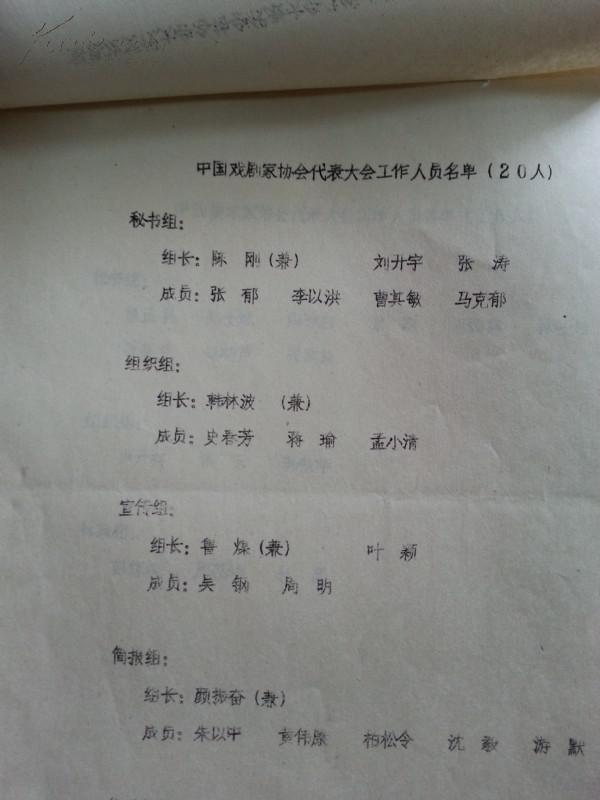 中国戏剧家协会代表大会工作人员名单（20人）
秘书组：
组长：陈 刚（兼） 刘升宇 张 涛
成员：张 郁 李以洪 曹其敏 马克郁
组织组：
组长：韩林波 （兼）
成员：史春芳 蒋 瑜 孟小清
宣传组：
组长：鲁 煤（兼） 叶 颖
成员：吴 钢 周 明
简报组：
组长：颜振奋（兼）
成员：朱以中 黄伟 柏松令 沈 毅 游 默